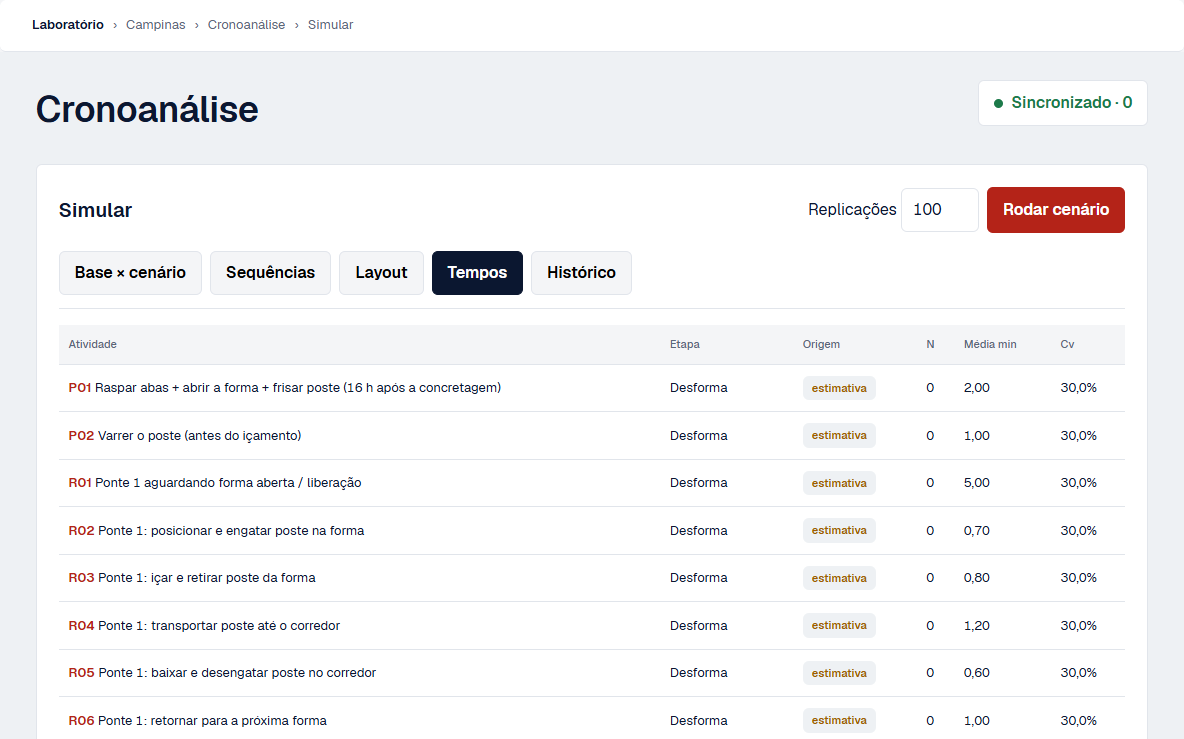 Laboratório › Campinas › Cronoanálise › Simular
Cronoanálise
Sincronizado · 0
Simular
Replicações 100 Rodar cenário
Base × cenário Sequências Layout Tempos Histórico
Atividade Etapa Origem N Média min Cv
P01 Raspar abas + abrir a forma + frisar poste (16 h após a concretagem) Desforma estimativa 0 2,00 30,0%
P02 Varrer o poste (antes do içamento) Desforma estimativa 0 1,00 30,0%
R01 Ponte 1 aguardando forma aberta / liberação Desforma estimativa 0 5,00 30,0%
R02 Ponte 1: posicionar e engatar poste na forma Desforma estimativa 0 0,70 30,0%
R03 Ponte 1: içar e retirar poste da forma Desforma estimativa 0 0,80 30,0%
R04 Ponte 1: transportar poste até o corredor Desforma estimativa 0 1,20 30,0%
R05 Ponte 1: baixar e desengatar poste no corredor Desforma estimativa 0 0,60 30,0%
R06 Ponte 1: retornar para a próxima forma Desforma estimativa 0 1,00 30,0%